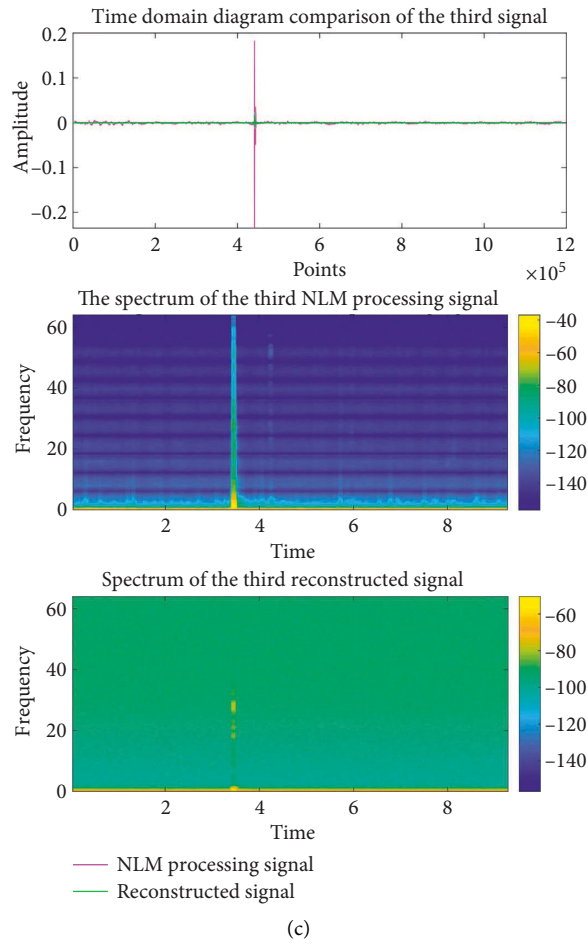 Time domain diagram comparison of the third signal
0.2
0.1
0
−0.1
−0.2
Amplitude
0 2 4 6 8 10 12
Points ×10⁵
The spectrum of the third NLM processing signal
60
40
20
0
Frequency
2 4 6 8
Time
−40
−60
−80
−100
−120
−140
Spectrum of the third reconstructed signal
60
40
20
0
Frequency
2 4 6 8
Time
−60
−80
−100
−120
−140
NLM processing signal
Reconstructed signal
(c)